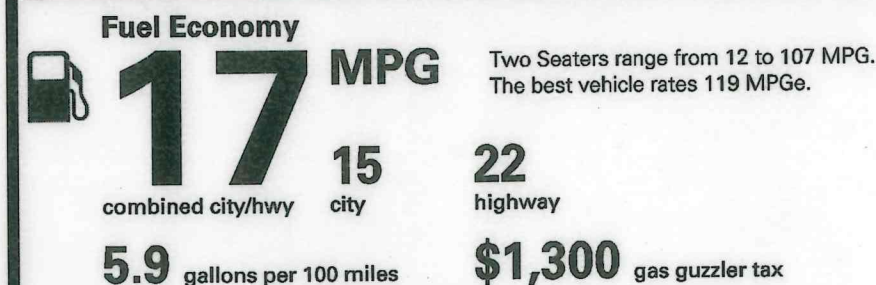 Fuel Economy
17 MPG
Two Seaters range from 12 to 107 MPG.
The best vehicle rates 119 MPGe.
combined city/hwy
15
city
22
highway
5.9 gallons per 100 miles
$1,300 gas guzzler tax